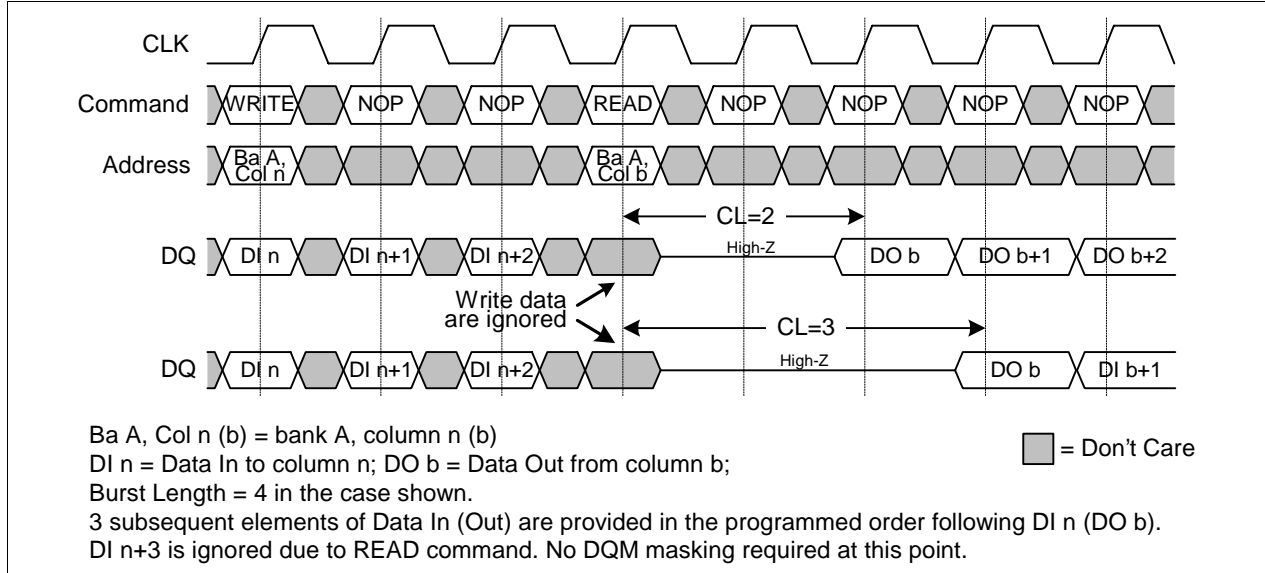 CLK
Command WRITE NOP NOP READ NOP NOP NOP NOP
Address Ba A, Col n Ba A, Col b
CL=2
DQ DI n DI n+1 DI n+2 High-Z DO b DO b+1 DO b+2
Write data
are ignored
CL=3
DQ DI n DI n+1 DI n+2 High-Z DO b DI b+1
Ba A, Col n (b) = bank A, column n (b)
DI n = Data In to column n; DO b = Data Out from column b;
= Don't Care
Burst Length = 4 in the case shown.
3 subsequent elements of Data In (Out) are provided in the programmed order following DI n (DO b).
DI n+3 is ignored due to READ command. No DQM masking required at this point.